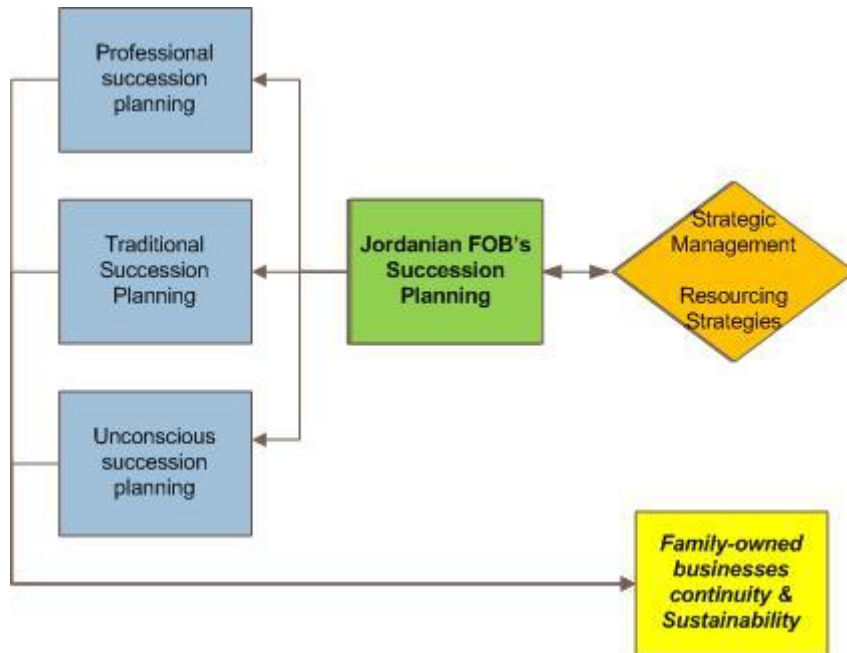 Professional
succession
planning
Traditional
Succession
Planning
Jordanian FOB's
Succession
Planning
Strategic
Management
Resourcing
Strategies
Unconscious
succession
planning
Family-owned
businesses
continuity &
Sustainability